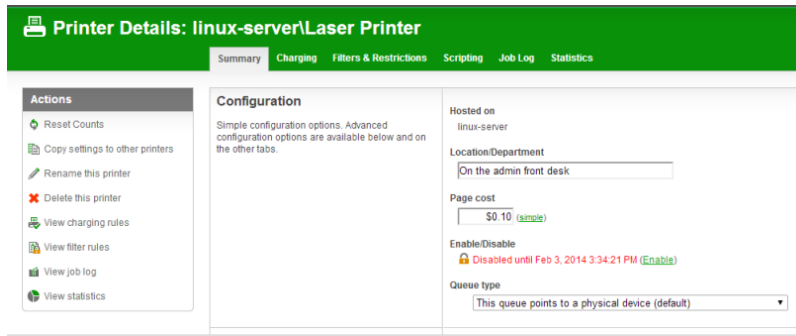 Printer Details: linux-server\Laser Printer
Summary Charging Filters & Restrictions Scripting Job Log Statistics
Actions
Reset Counts
Copy settings to other printers
Rename this printer
Delete this printer
View charging rules
View filter rules
View job log
View statistics
Configuration
Simple configuration options. Advanced
configuration options are available below and on
the other tabs.
Hosted on
linux-server
Location/Department
On the admin front desk
Page cost
$0.10 (simple)
Enable/Disable
Disabled until Feb 3, 2014 3:34:21 PM (Enable)
Queue type
This queue points to a physical device (default)